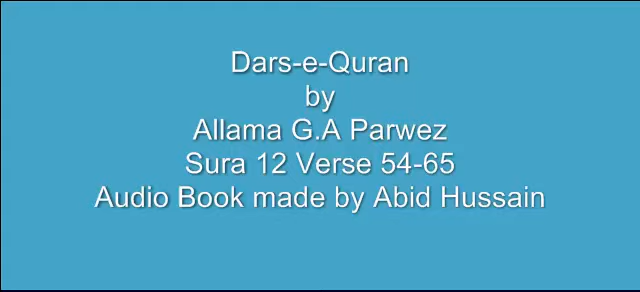 Dars-e-Quran
by
Allama G.A Parwez
Sura 12 Verse 54-65
Audio Book made by Abid Hussain